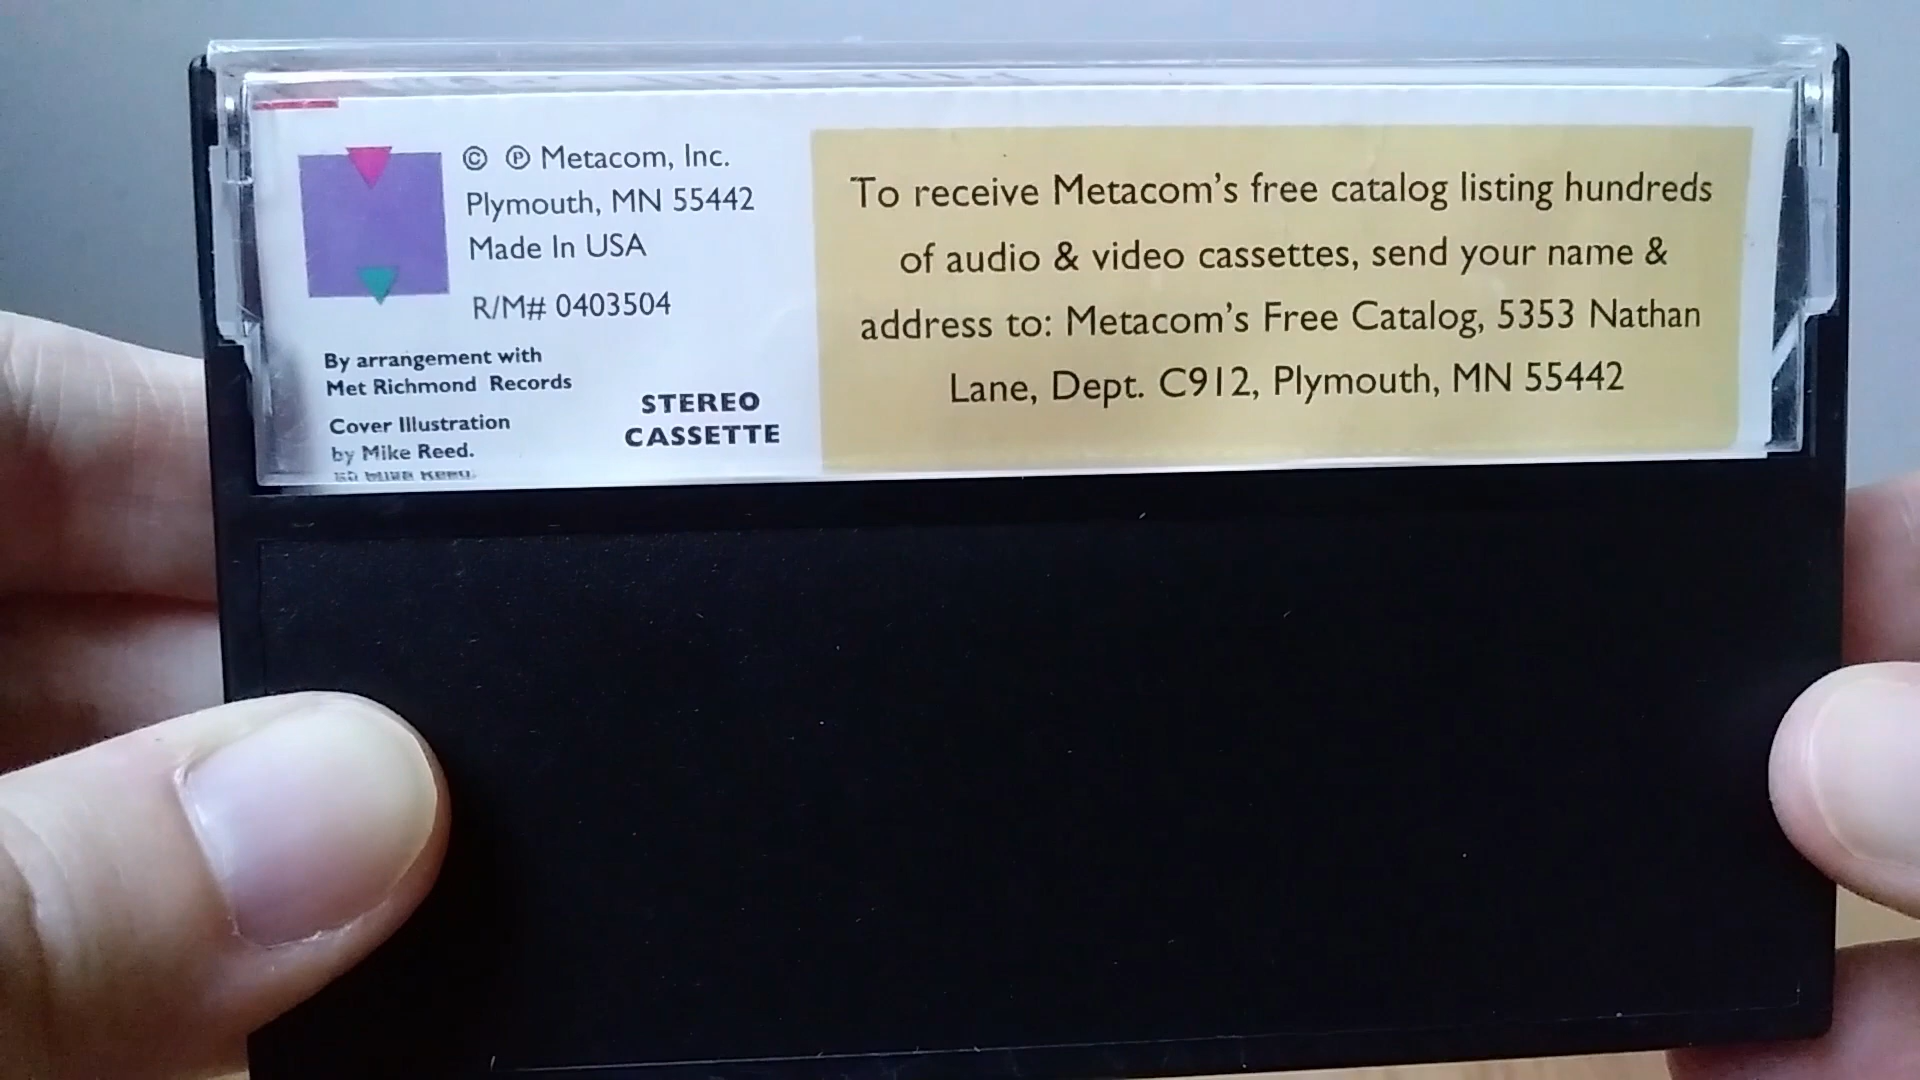 © ℗ Metacom, Inc.
Plymouth, MN 55442
Made In USA
R/M# 0403504
By arrangement with
Met Richmond Records
Cover Illustration
by Mike Reed.
STEREO
CASSETTE
To receive Metacom's free catalog listing hundreds
of audio & video cassettes, send your name &
address to: Metacom's Free Catalog, 5353 Nathan
Lane, Dept. C912, Plymouth, MN 55442